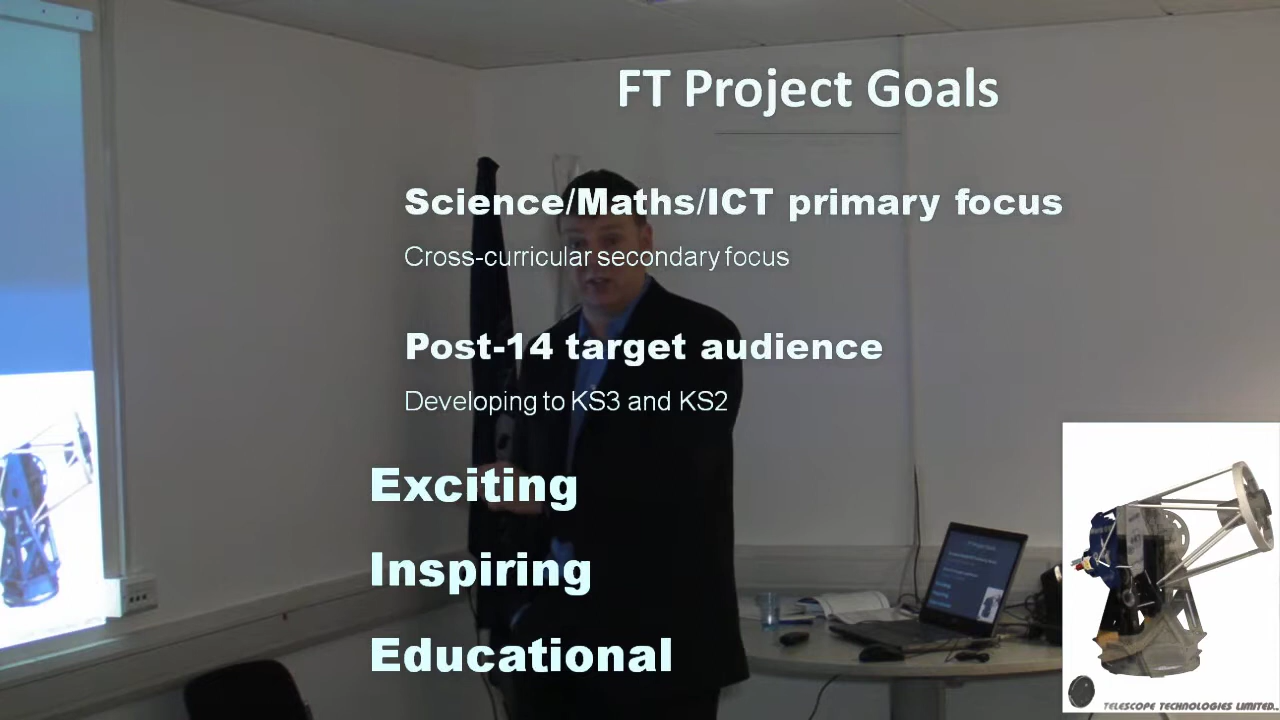 FT Project Goals
Science/Maths/ICT primary focus
Cross-curricular secondary focus
Post-14 target audience
Developing to KS3 and KS2
Exciting
Inspiring
Educational
TELESCOPE TECHNOLOGIES LIMITED..